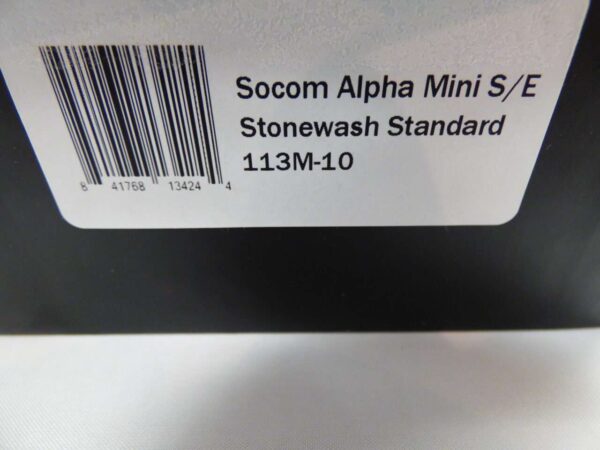 Socom Alpha Mini S/E
Stonewash Standard
113M-10
8 41768 13424 4